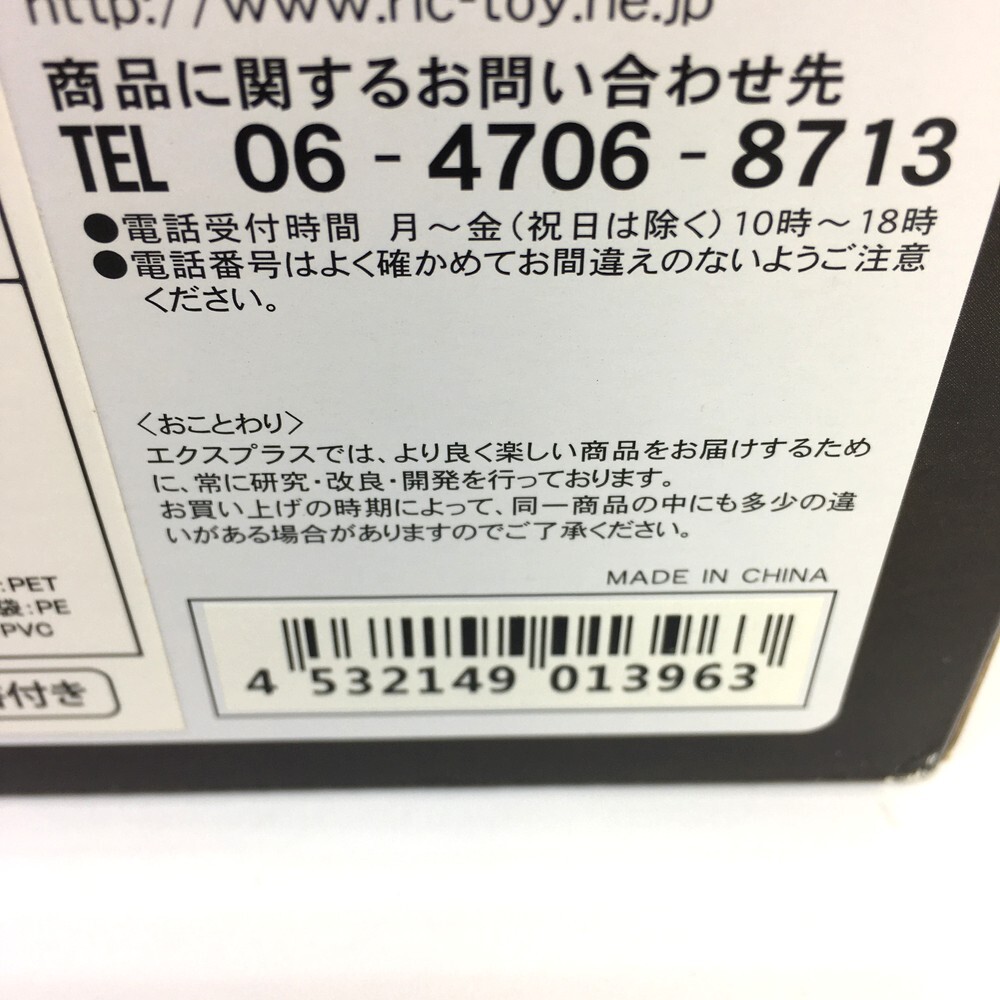 http://www.ric-toy.ne.jp
商品に関するお問い合わせ先
TEL 06-4706-8713
●電話受付時間 月〜金(祝日は除く)10時〜18時
●電話番号はよく確かめてお間違えのないようご注意
ください。
〈おことわり〉
エクスプラスでは、より良く楽しい商品をお届けするため
に、常に研究・改良・開発を行っております。
お買い上げの時期によって、同一商品の中にも多少の違
いがある場合がありますのでご了承ください。
MADE IN CHINA
4 532149 013963
:PET
袋:PE
PVC
付き